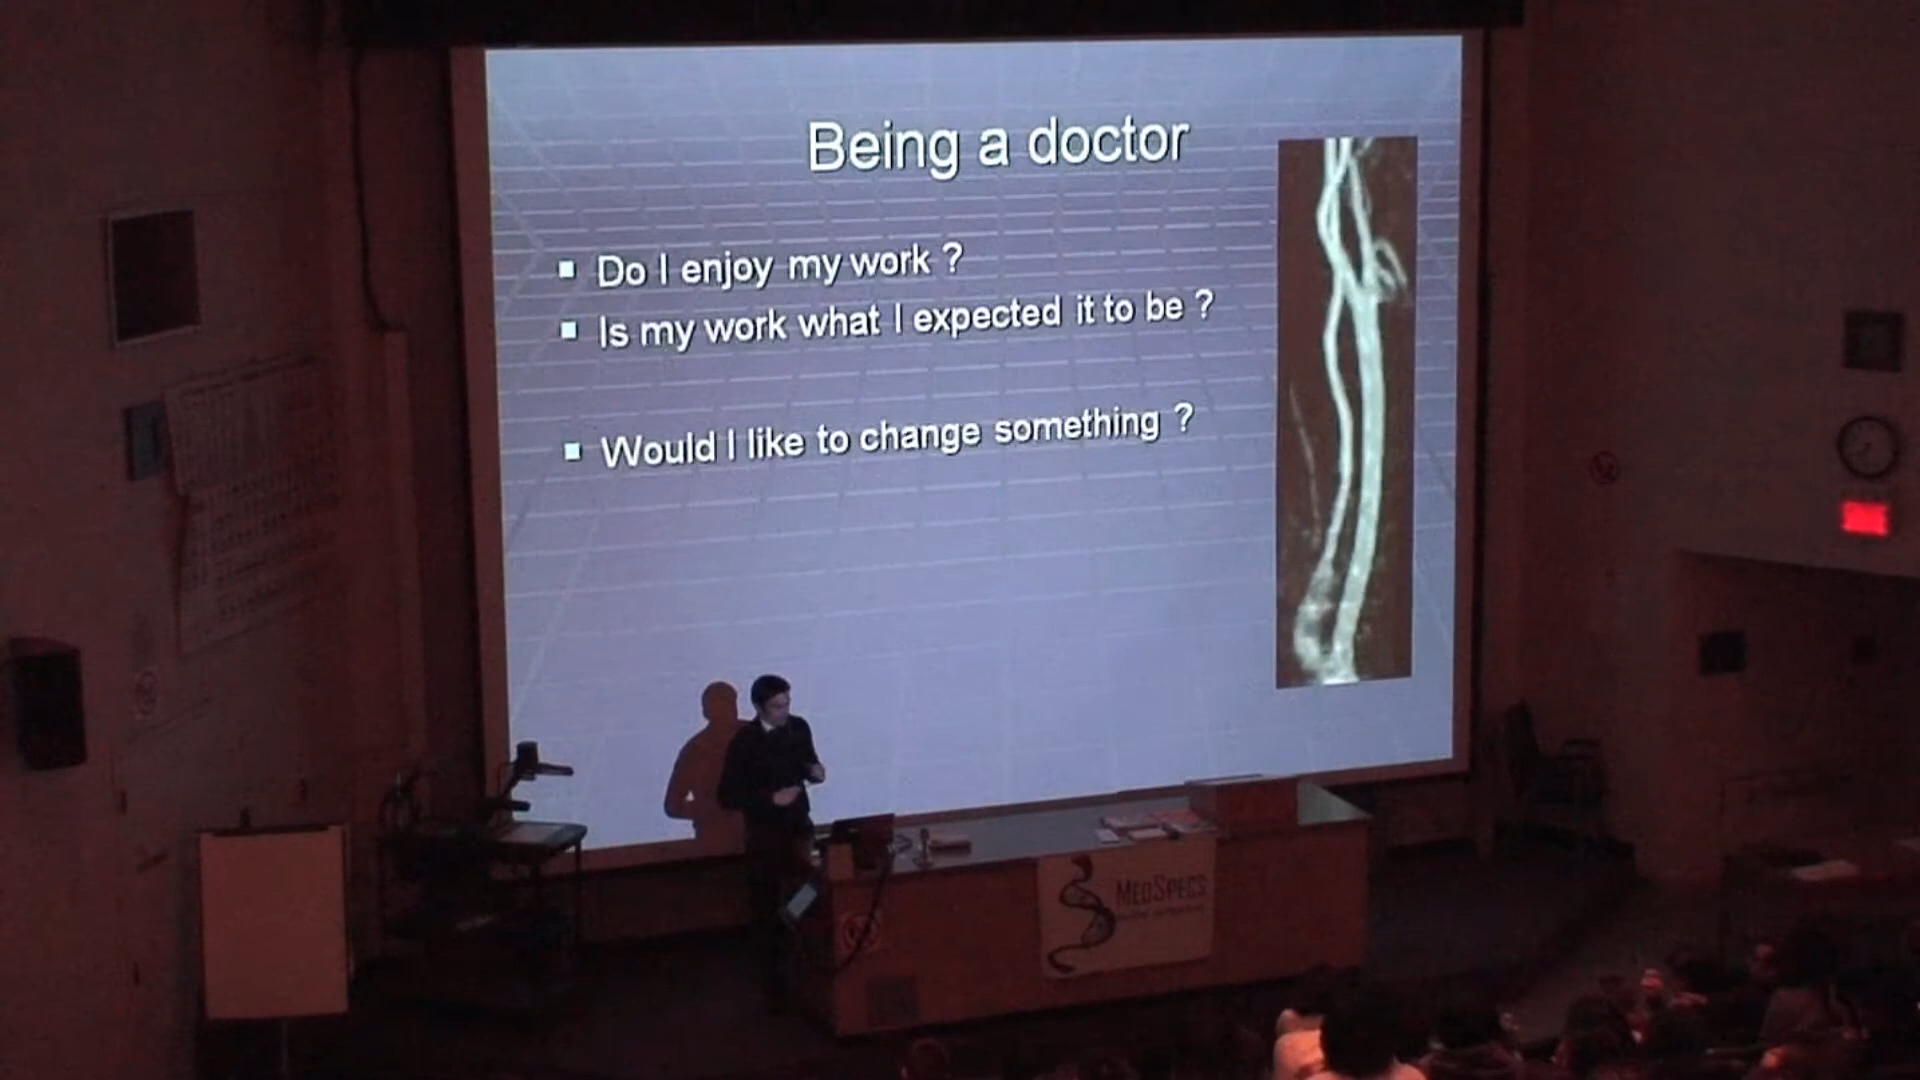 Being a doctor
Do I enjoy my work ?
Is my work what I expected it to be ?
Would I like to change something ?
MEDSPECS